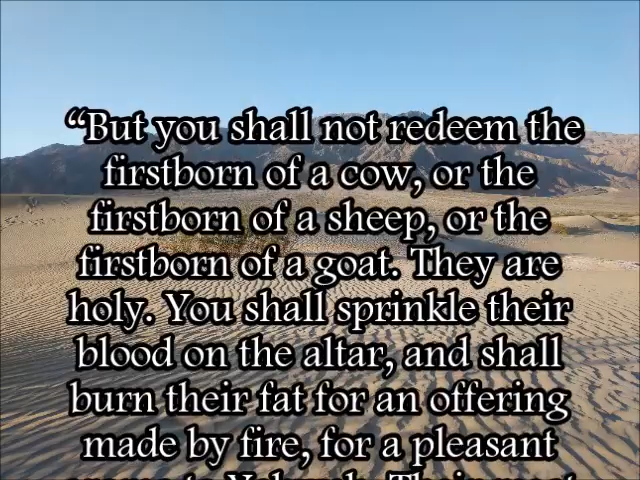 “But you shall not redeem the
firstborn of a cow, or the
firstborn of a sheep, or the
firstborn of a goat. They are
holy. You shall sprinkle their
blood on the altar, and shall
burn their fat for an offering
made by fire, for a pleasant